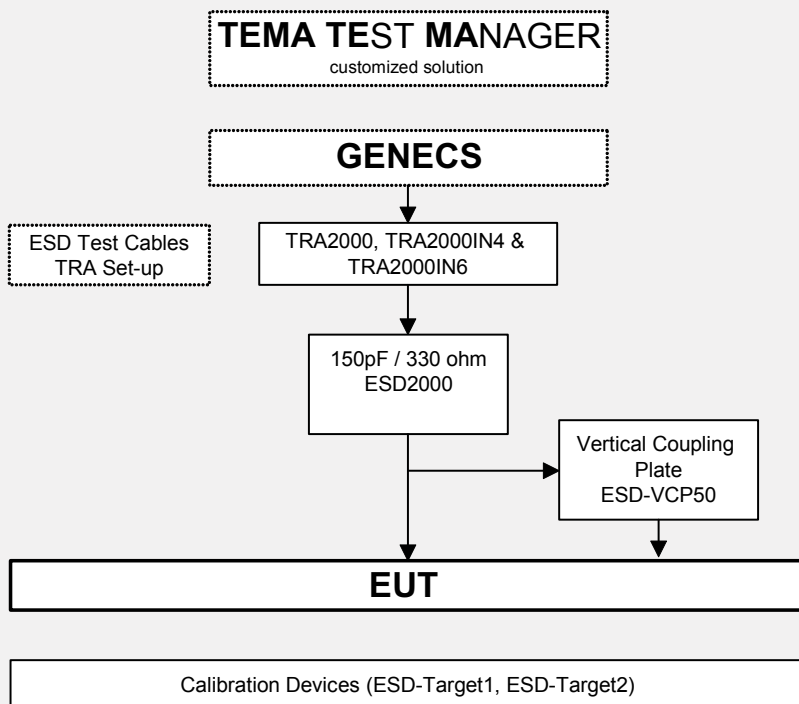 TEMA TEST MANAGER
customized solution
GENECS
ESD Test Cables
TRA Set-up
TRA2000, TRA2000IN4 &
TRA2000IN6
150pF / 330 ohm
ESD2000
Vertical Coupling
Plate
ESD-VCP50
EUT
Calibration Devices (ESD-Target1, ESD-Target2)